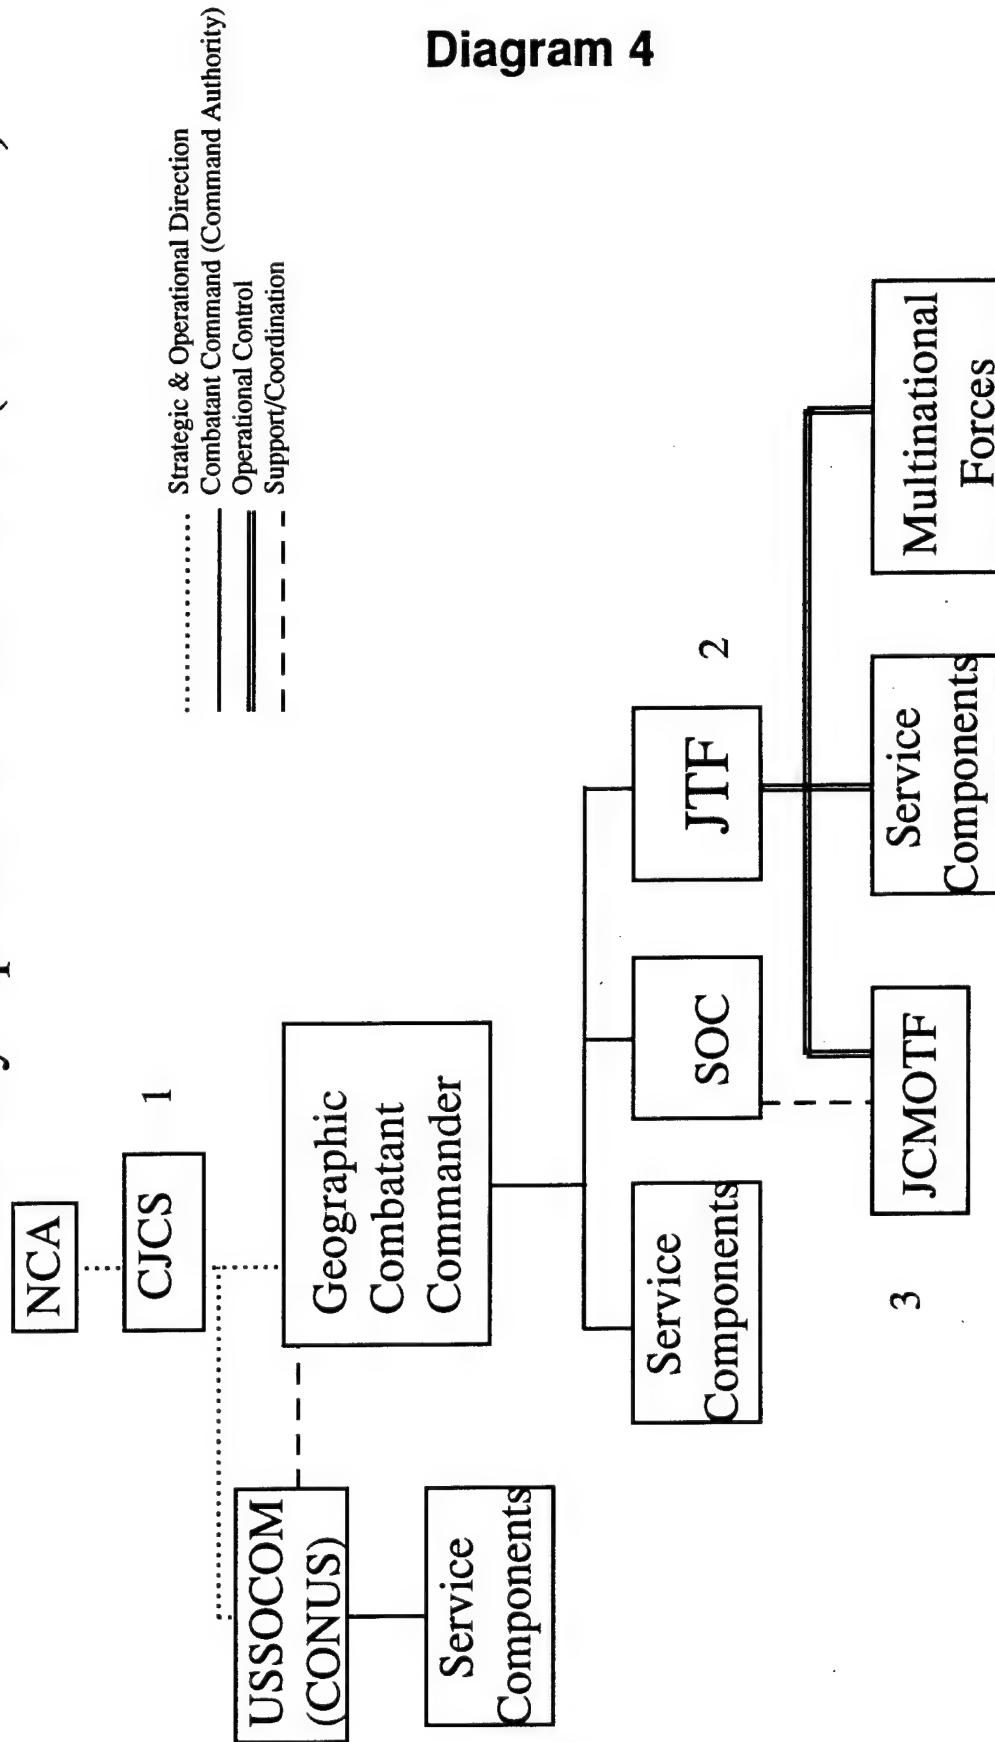 Diagram 4
Strategic & Operational Direction
Combatant Command (Command Authority)
Operational Control
Support/Coordination
NCA
CJCS
1
USSOCOM
(CONUS)
Geographic
Combatant
Commander
Service
Components
Service
Components
SOC
JTF
2
3
JCMOTF
Service
Components
Multinational
Forces